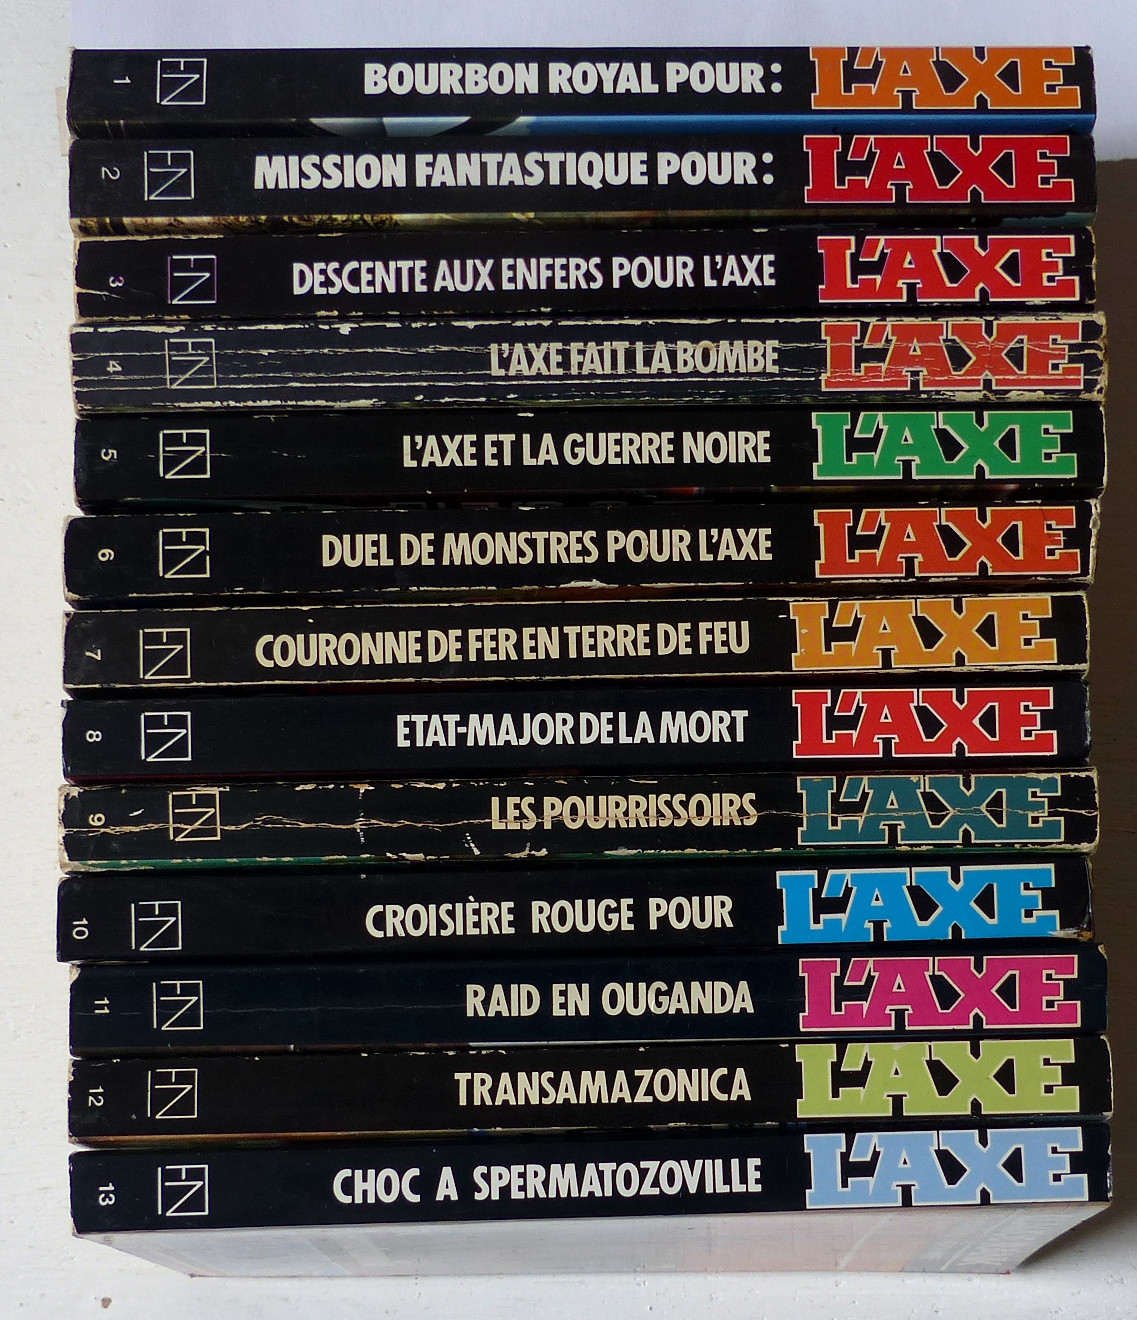 1 FN BOURBON ROYAL POUR: L'AXE
2 FN MISSION FANTASTIQUE POUR: L'AXE
3 FN DESCENTE AUX ENFERS POUR L'AXE L'AXE
4 FN L'AXE FAIT LA BOMBE L'AXE
5 FN L'AXE ET LA GUERRE NOIRE L'AXE
6 FN DUEL DE MONSTRES POUR L'AXE L'AXE
7 FN COURONNE DE FER EN TERRE DE FEU L'AXE
8 FN ETAT-MAJOR DE LA MORT L'AXE
9 FN LES POURRISSOIRS L'AXE
10 FN CROISIÈRE ROUGE POUR L'AXE
11 FN RAID EN OUGANDA L'AXE
12 FN TRANSAMAZONICA L'AXE
13 FN CHOC A SPERMATOZOVILLE L'AXE